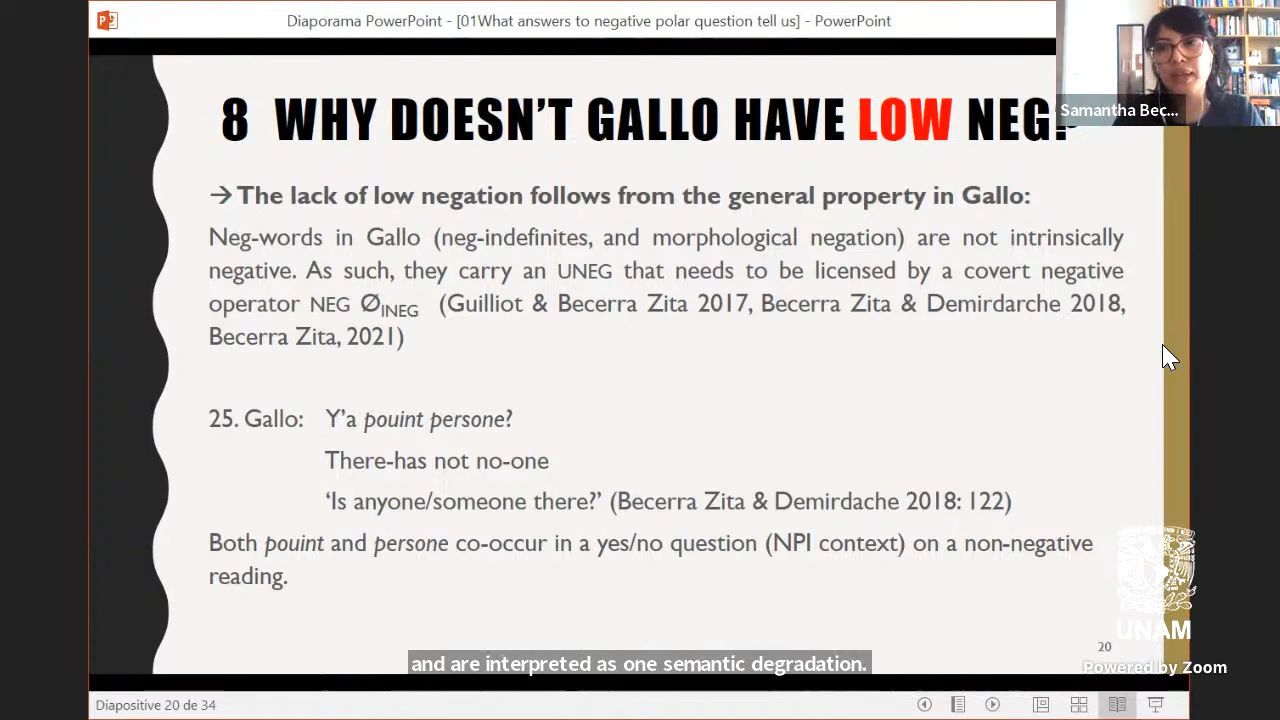 Diaporama PowerPoint - [01What answers to negative polar question tell us] - PowerPoint
Samantha Bec...
8 WHY DOESN'T GALLO HAVE LOW NEG?
→ The lack of low negation follows from the general property in Gallo:
Neg-words in Gallo (neg-indefinites, and morphological negation) are not intrinsically
negative. As such, they carry an UNEG that needs to be licensed by a covert negative
operator NEG ØINEG (Guilliot & Becerra Zita 2017, Becerra Zita & Demirdarche 2018,
Becerra Zita, 2021)
25. Gallo: Y'a pouint persone?
There-has not no-one
‘Is anyone/someone there?’ (Becerra Zita & Demirdache 2018: 122)
Both pouint and persone co-occur in a yes/no question (NPI context) on a non-negative
reading.
UNAM
20
and are interpreted as one semantic degradation.
Powered by Zoom
Diapositive 20 de 34